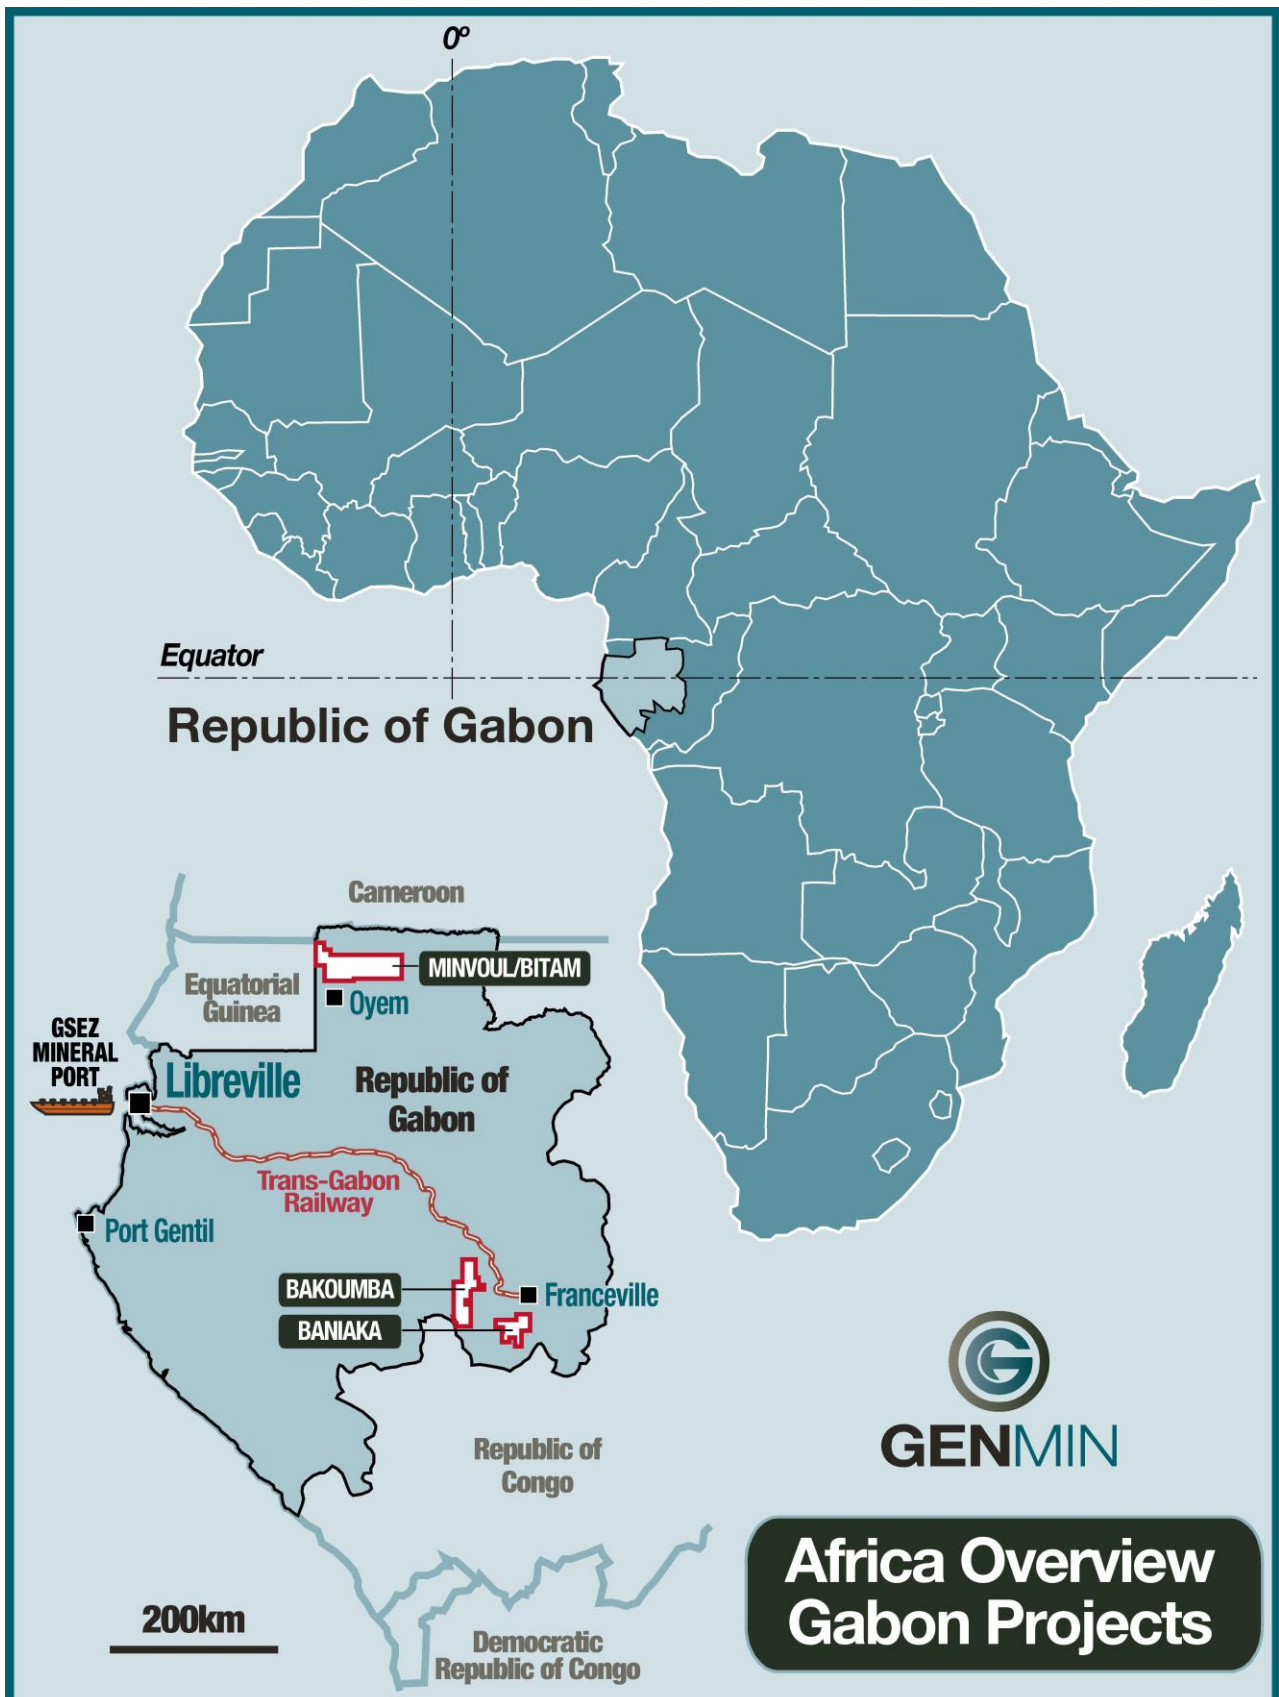 0º
Equator
Republic of Gabon
Cameroon
MINVOUL/BITAM
Equatorial
Guinea
Oyem
GSEZ
MINERAL
PORT
Libreville
Republic of
Gabon
Trans-Gabon
Railway
Port Gentil
BAKOUMBA
Franceville
BANIAKA
GENMIN
Republic of
Congo
Africa Overview
Gabon Projects
200km
Democratic
Republic of Congo